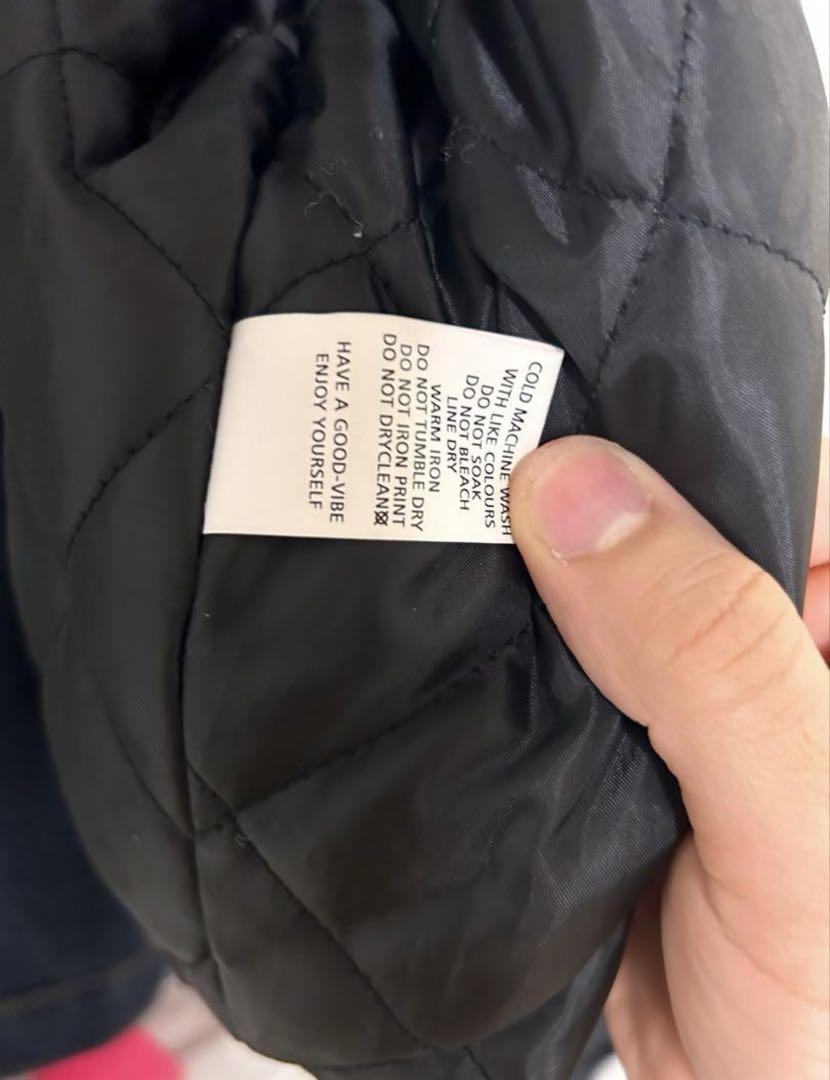 COLD MACHINE WASH
WITH LIKE COLOURS
DO NOT SOAK
DO NOT BLEACH
LINE DRY
WARM IRON
DO NOT TUMBLE DRY
DO NOT IRON PRINT
DO NOT DRYCLEAN
HAVE A GOOD-VIBE
ENJOY YOURSELF